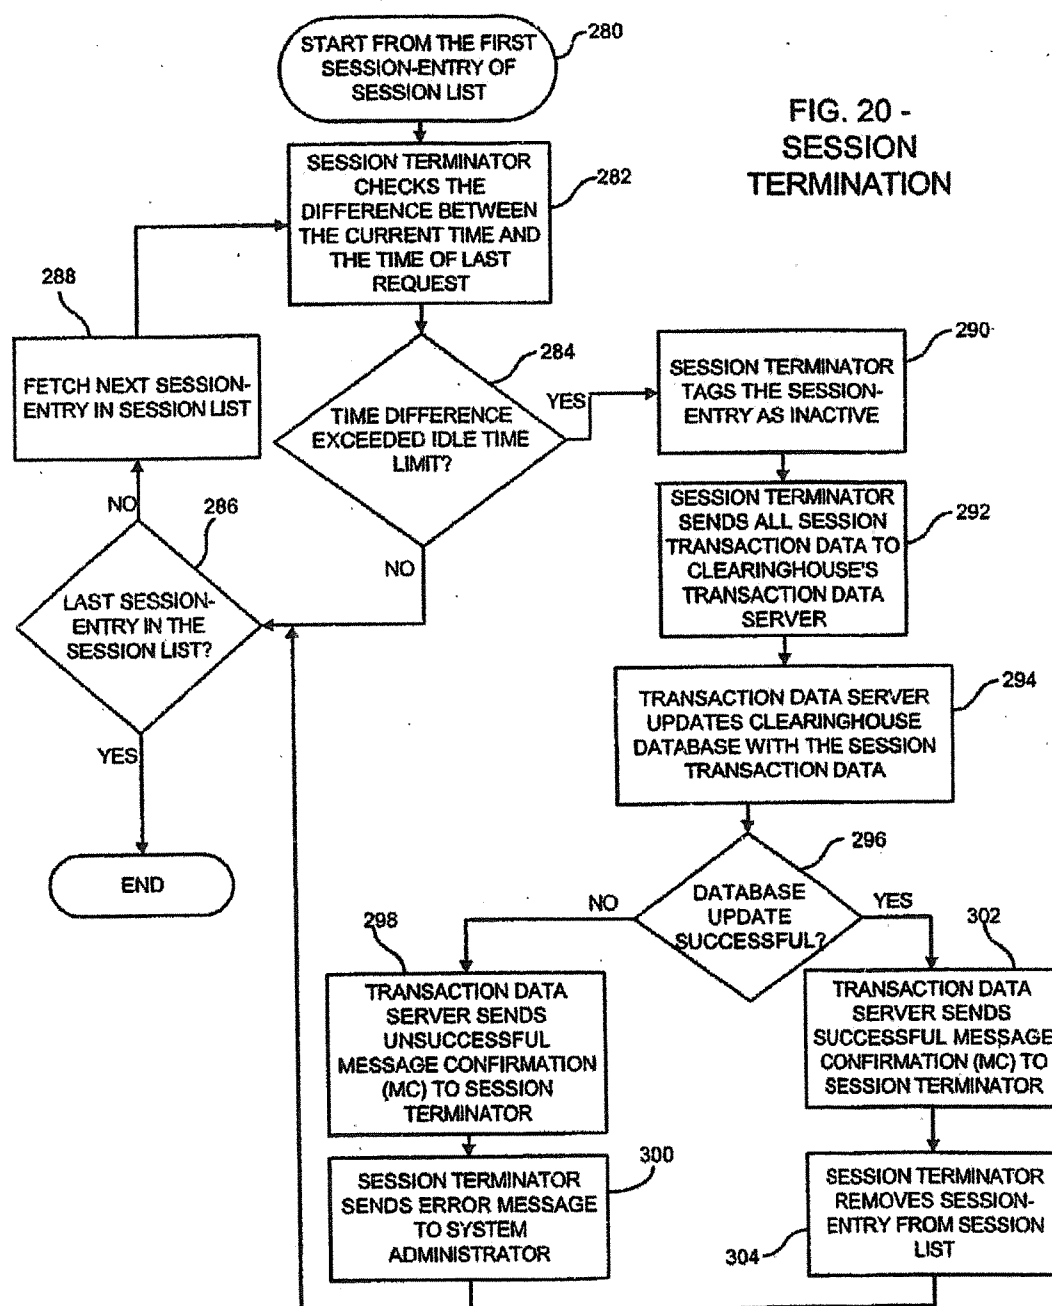 START FROM THE FIRST
SESSION-ENTRY OF
SESSION LIST
280
FIG. 20 -
SESSION
TERMINATION
SESSION TERMINATOR
CHECKS THE
DIFFERENCE BETWEEN
THE CURRENT TIME AND
THE TIME OF LAST
REQUEST
282
288
FETCH NEXT SESSION-
ENTRY IN SESSION LIST
284
TIME DIFFERENCE
EXCEEDED IDLE TIME
LIMIT?
YES
NO
290
SESSION TERMINATOR
TAGS THE SESSION-
ENTRY AS INACTIVE
NO
286
LAST SESSION-
ENTRY IN THE
SESSION LIST?
YES
END
SESSION TERMINATOR
SENDS ALL SESSION
TRANSACTION DATA TO
CLEARINGHOUSE'S
TRANSACTION DATA
SERVER
292
TRANSACTION DATA SERVER
UPDATES CLEARINGHOUSE
DATABASE WITH THE SESSION
TRANSACTION DATA
294
296
DATABASE
UPDATE
SUCCESSFUL?
NO
YES
298
TRANSACTION DATA
SERVER SENDS
UNSUCCESSFUL
MESSAGE CONFIRMATION
(MC) TO SESSION
TERMINATOR
302
TRANSACTION DATA
SERVER SENDS
SUCCESSFUL MESSAGE
CONFIRMATION (MC) TO
SESSION TERMINATOR
300
SESSION TERMINATOR
SENDS ERROR MESSAGE
TO SYSTEM
ADMINISTRATOR
SESSION TERMINATOR
REMOVES SESSION-
ENTRY FROM SESSION
LIST
304